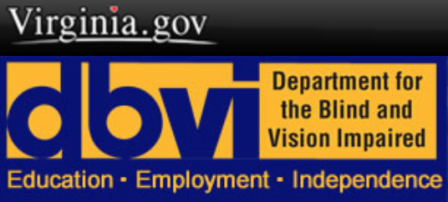 Virginia.gov
dbvi
Department for
the Blind and
Vision Impaired
Education · Employment · Independence